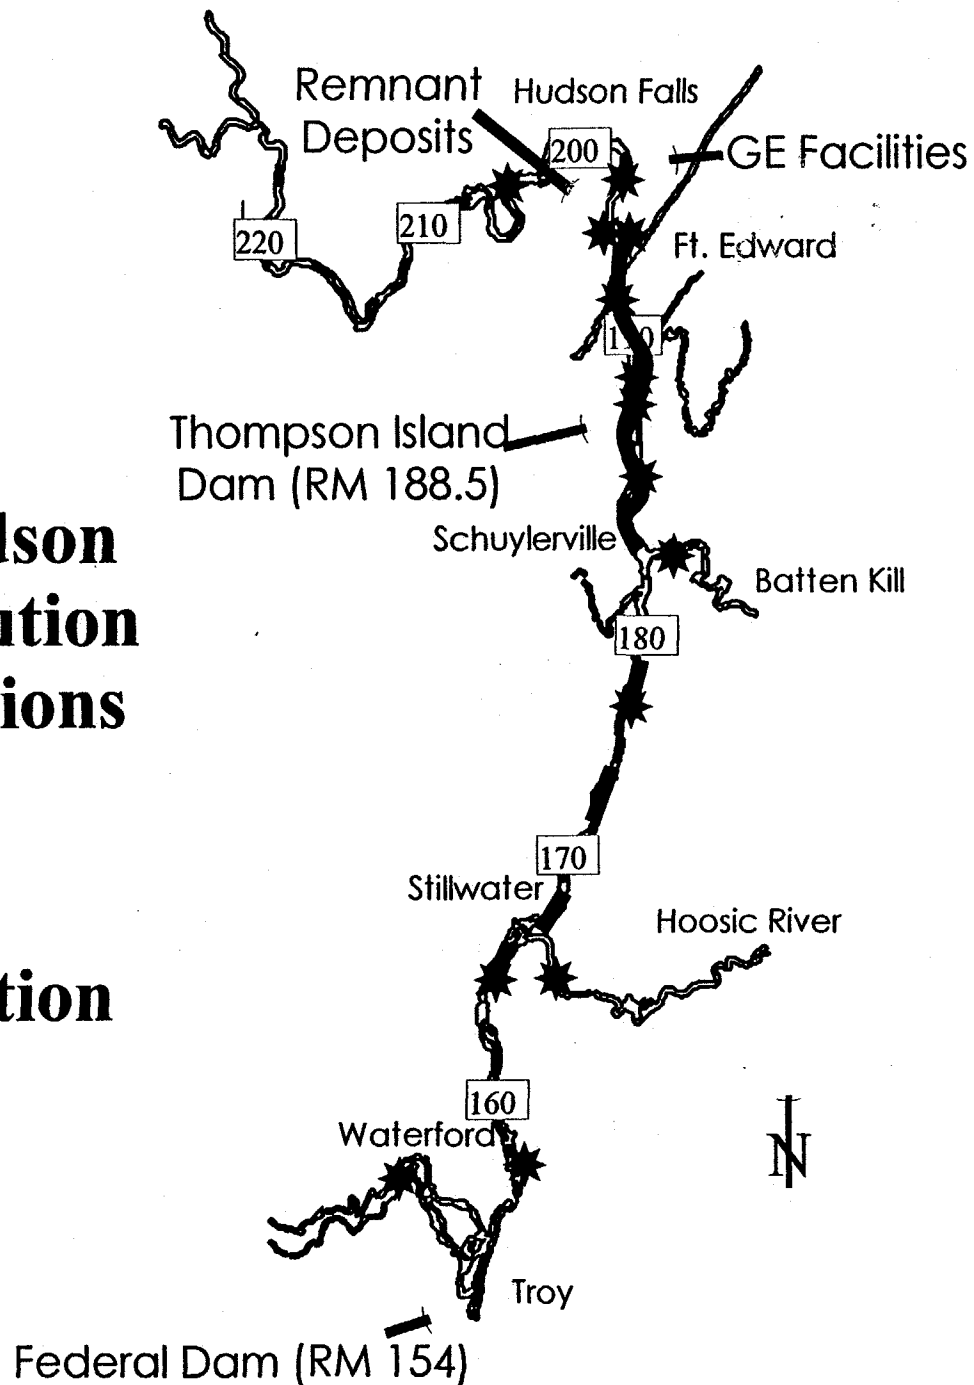 Remnant
Deposits
Hudson Falls
200
GE Facilities
210
220
Ft. Edward
Thompson Island
Dam (RM 188.5)
dson
Schuylerville
Batten Kill
ution
180
ions
170
Stillwater
Hoosic River
tion
160
Waterford
N
Troy
Federal Dam (RM 154)